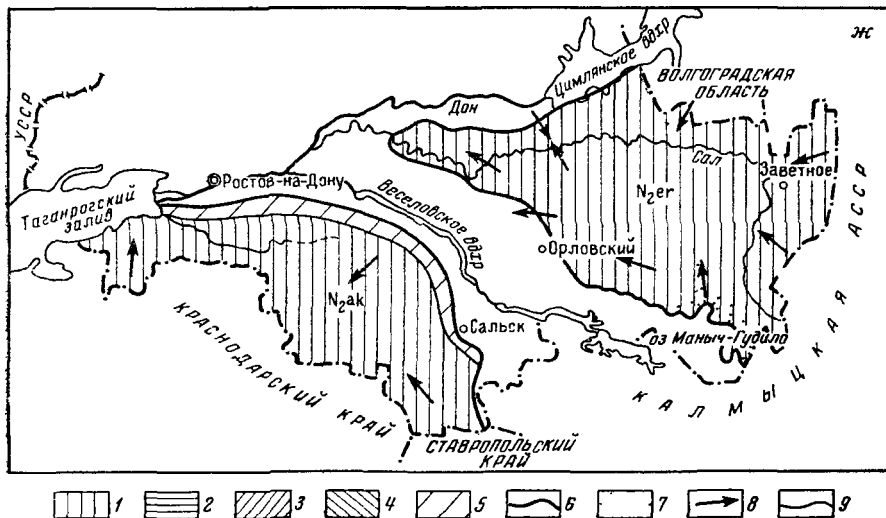 ж
УССР
Таганрогский
залив
Ростов-на-Дону
Дон
Цимлянское вдхр
ВОЛГОГРАДСКАЯ
ОБЛАСТЬ
Сал
Заветное
N₂er
Веселовское вдхр
Орловский
N₂ak
Сальск
оз Маныч-Гудило
КРАСНОДАРСКИЙ КРАЙ
СТАВРОПОЛЬСКИЙ
КРАЙ
КАЛМЫЦКАЯ АССР
1 2 3 4 5 6 7 8 9